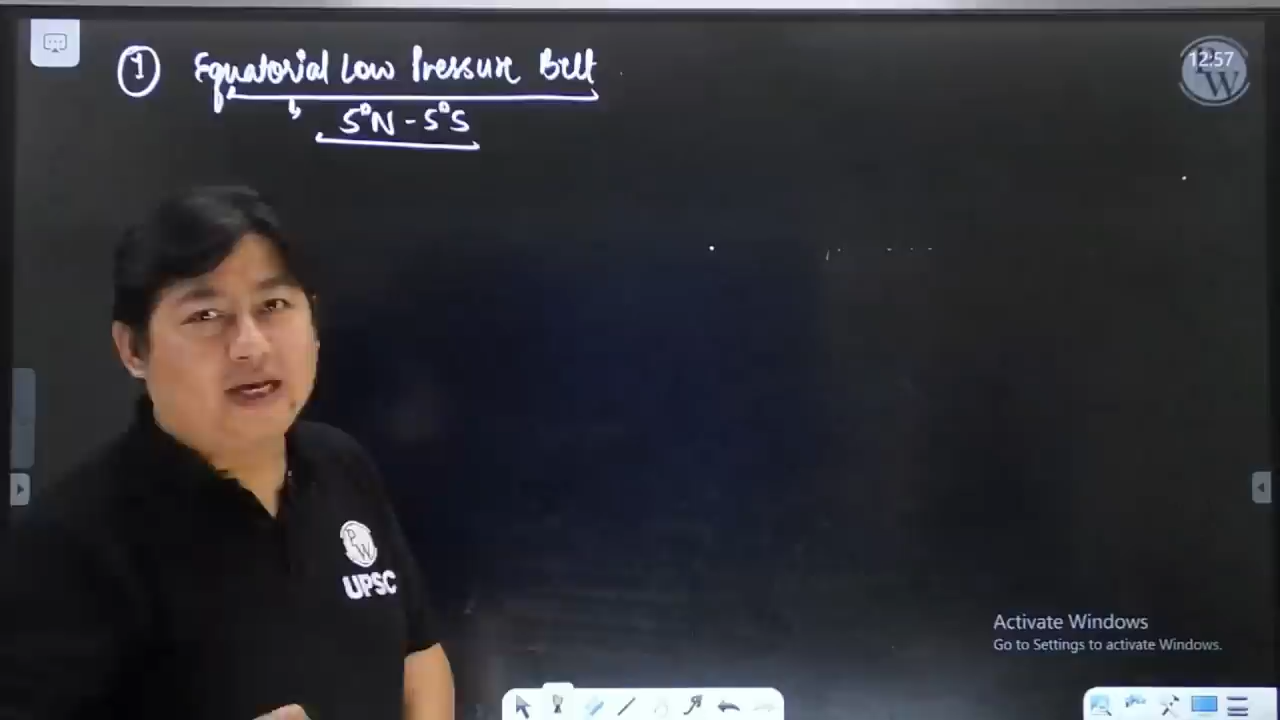 12:57
PW
① Equatorial Low Pressure Belt
5°N - 5°S
PW
UPSC
Activate Windows
Go to Settings to activate Windows.